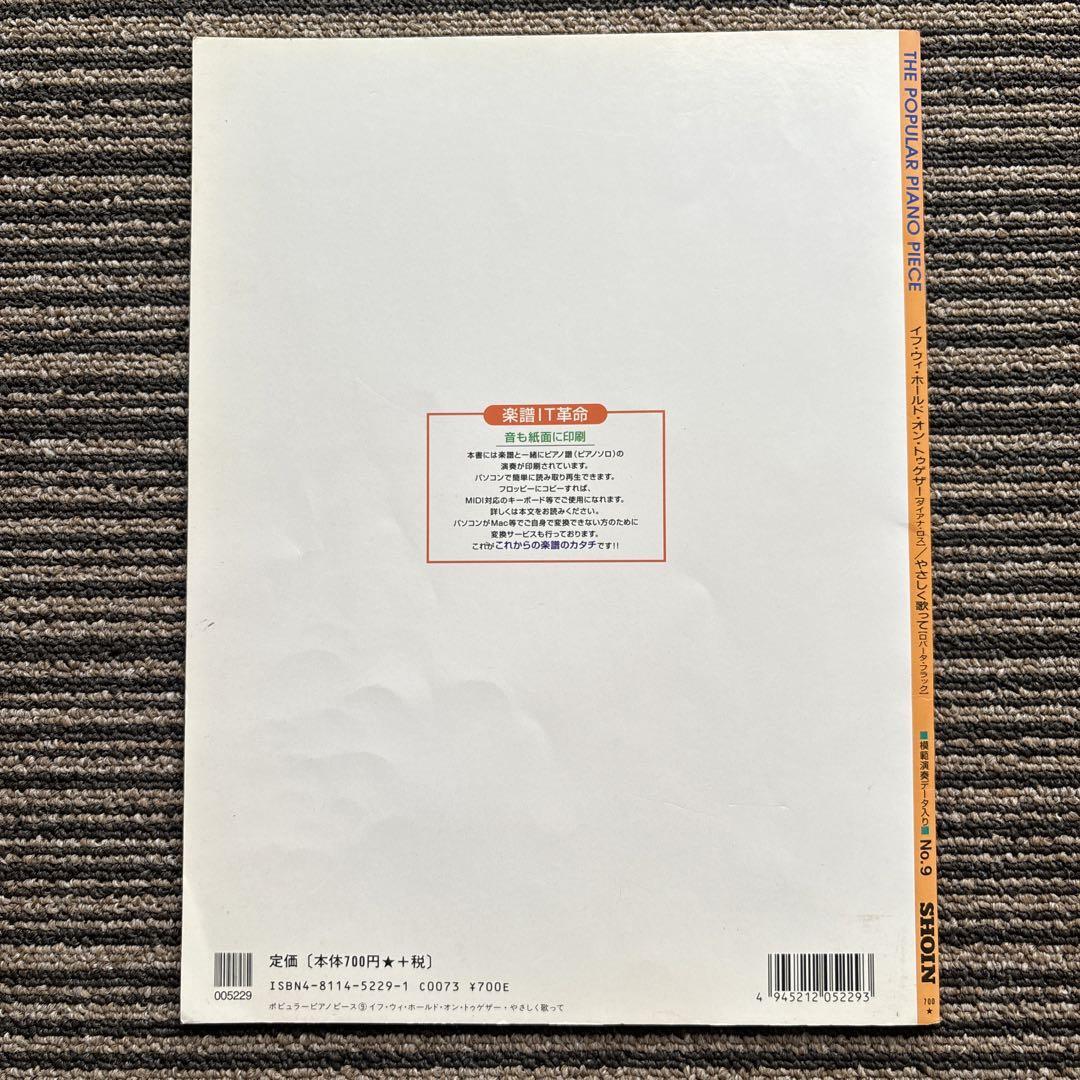 楽譜IT革命
音も紙面に印刷
本書には楽譜と一緒にピアノ譜(ピアノソロ)の
演奏が印刷されています。
パソコンで簡単に読み取り再生できます。
フロッピーにコピーすれば、
MIDI対応のキーボード等でご使用になれます。
詳しくは本文をお読みください。
パソコンがMac等でご自身で変換できない方のために
変換サービスも行っております。
これがこれからの楽譜のカタチです!!
定価〔本体700円★+税〕
ISBN4-8114-5229-1 C0073 ¥700E
ポピュラーピアノピース⑨イフ・ウィ・ホールド・オン・トゥゲザー・やさしく歌って
005229
4 945212 052293
THE POPULAR PIANO PIECE イフ・ウィ・ホールド・オン・トゥゲザー[ダイアナ・ロス]/やさしく歌って[ロバータ・フラック] ■模範演奏データ入り■ No.9 SHOIN
700
★